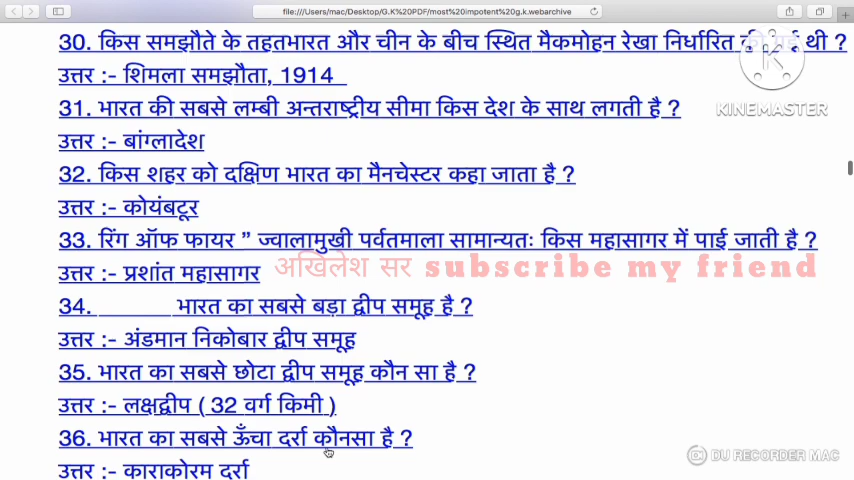 file:///Users/mac/Desktop/G.K%20PDF/most%20impotent%20g.k.webarchive
30. किस समझौते के तहतभारत और चीन के बीच स्थित मैकमोहन रेखा निर्धारित की गई थी ?
उत्तर :- शिमला समझौता, 1914
KINEMASTER
31. भारत की सबसे लम्बी अन्तराष्ट्रीय सीमा किस देश के साथ लगती है ?
उत्तर :- बांग्लादेश
32. किस शहर को दक्षिण भारत का मैनचेस्टर कहा जाता है ?
उत्तर :- कोयंबटूर
33. रिंग ऑफ फायर ” ज्वालामुखी पर्वतमाला सामान्यतः किस महासागर में पाई जाती है ?
उत्तर :- प्रशांत महासागर
अखिलेश सर subscribe my friend
34. ______ भारत का सबसे बड़ा द्वीप समूह है ?
उत्तर :- अंडमान निकोबार द्वीप समूह
35. भारत का सबसे छोटा द्वीप समूह कौन सा है ?
उत्तर :- लक्षद्वीप ( 32 वर्ग किमी )
36. भारत का सबसे ऊँचा दर्रा कौनसा है ?
उत्तर :- काराकोरम दर्रा
DU RECORDER MAC